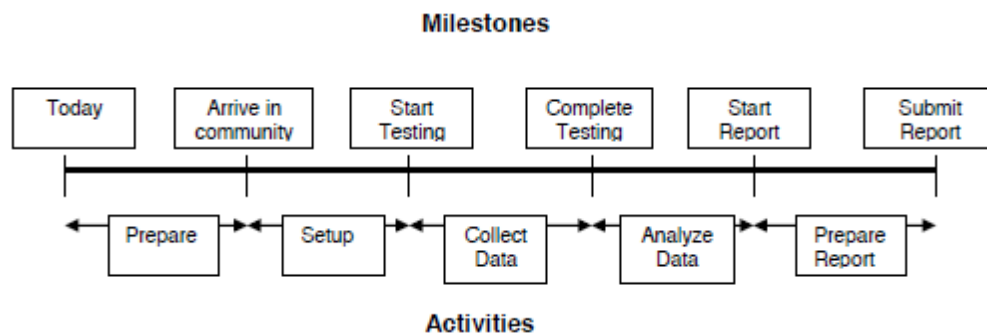 Milestones
Today
Arrive in
community
Start
Testing
Complete
Testing
Start
Report
Submit
Report
Prepare
Setup
Collect
Data
Analyze
Data
Prepare
Report
Activities